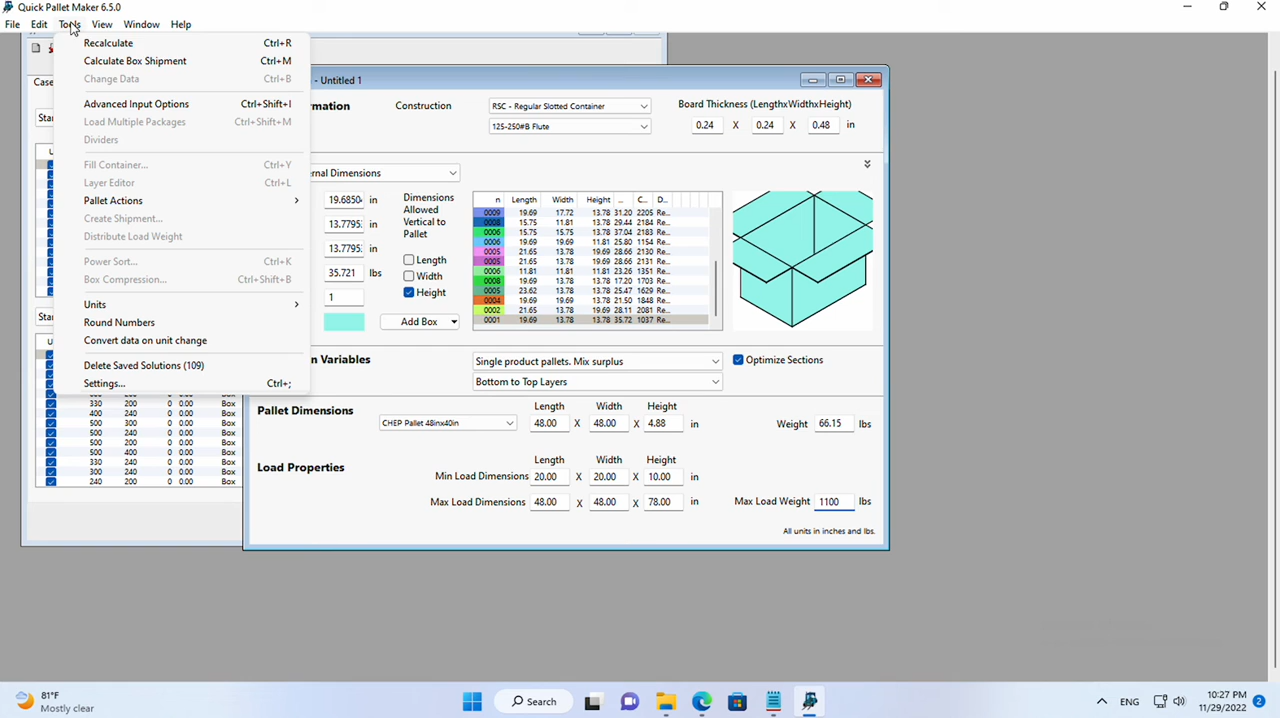 Quick Pallet Maker 6.5.0
File Edit Tools View Window Help
Recalculate Ctrl+R
Calculate Box Shipment Ctrl+M
Change Data Ctrl+B
Advanced Input Options Ctrl+Shift+I
Load Multiple Packages Ctrl+Shift+M
Dividers
Fill Container... Ctrl+Y
Layer Editor Ctrl+L
Pallet Actions
Create Shipment...
Distribute Load Weight
Power Sort... Ctrl+K
Box Compression... Ctrl+Shift+B
Units
Round Numbers
Convert data on unit change
Delete Saved Solutions (109)
Settings... Ctrl+;
Case
- Untitled 1
Construction RSC - Regular Slotted Container
125-250#B Flute
Board Thickness (LengthxWidthxHeight)
0.24 X 0.24 X 0.48 in
19.6850 in
13.7795 in
13.7795 in
35.721 lbs
1
Dimensions
Allowed
Vertical to
Pallet
Length
Width
Height
Add Box
n Length Width Height ... C... D...
0009 19.69 17.72 13.78 31.20 2205 Re...
0008 15.75 11.81 13.78 29.44 2184 Re...
0006 15.75 15.75 13.78 37.04 2183 Re...
0006 19.69 19.69 11.81 25.80 1154 Re...
0005 21.65 13.78 19.69 28.66 2130 Re...
0005 21.65 13.78 19.69 28.66 2131 Re...
0006 11.81 11.81 11.81 23.26 1351 Re...
0008 19.69 13.78 13.78 17.20 1703 Re...
0005 23.62 13.78 13.78 25.47 1629 Re...
0004 19.69 19.69 13.78 21.50 1848 Re...
0002 21.65 13.78 19.69 28.11 2081 Re...
0001 19.69 13.78 13.78 35.72 1037 Re...
Single product pallets. Mix surplus
Bottom to Top Layers
Optimize Sections
Pallet Dimensions
CHEP Pallet 48inx40in
Length Width Height
48.00 X 48.00 X 4.88 in
Weight 66.15 lbs
Load Properties
Length Width Height
Min Load Dimensions 20.00 X 20.00 X 10.00 in
Max Load Dimensions 48.00 X 48.00 X 78.00 in
Max Load Weight 1100 lbs
All units in inches and lbs.
330 200 0 0.00 Box
400 240 0 0.00 Box
500 300 0 0.00 Box
500 240 0 0.00 Box
500 200 0 0.00 Box
500 400 0 0.00 Box
330 240 0 0.00 Box
300 240 0 0.00 Box
240 200 0 0.00 Box
81°F
Mostly clear
Search
ENG
10:27 PM
11/29/2022
2